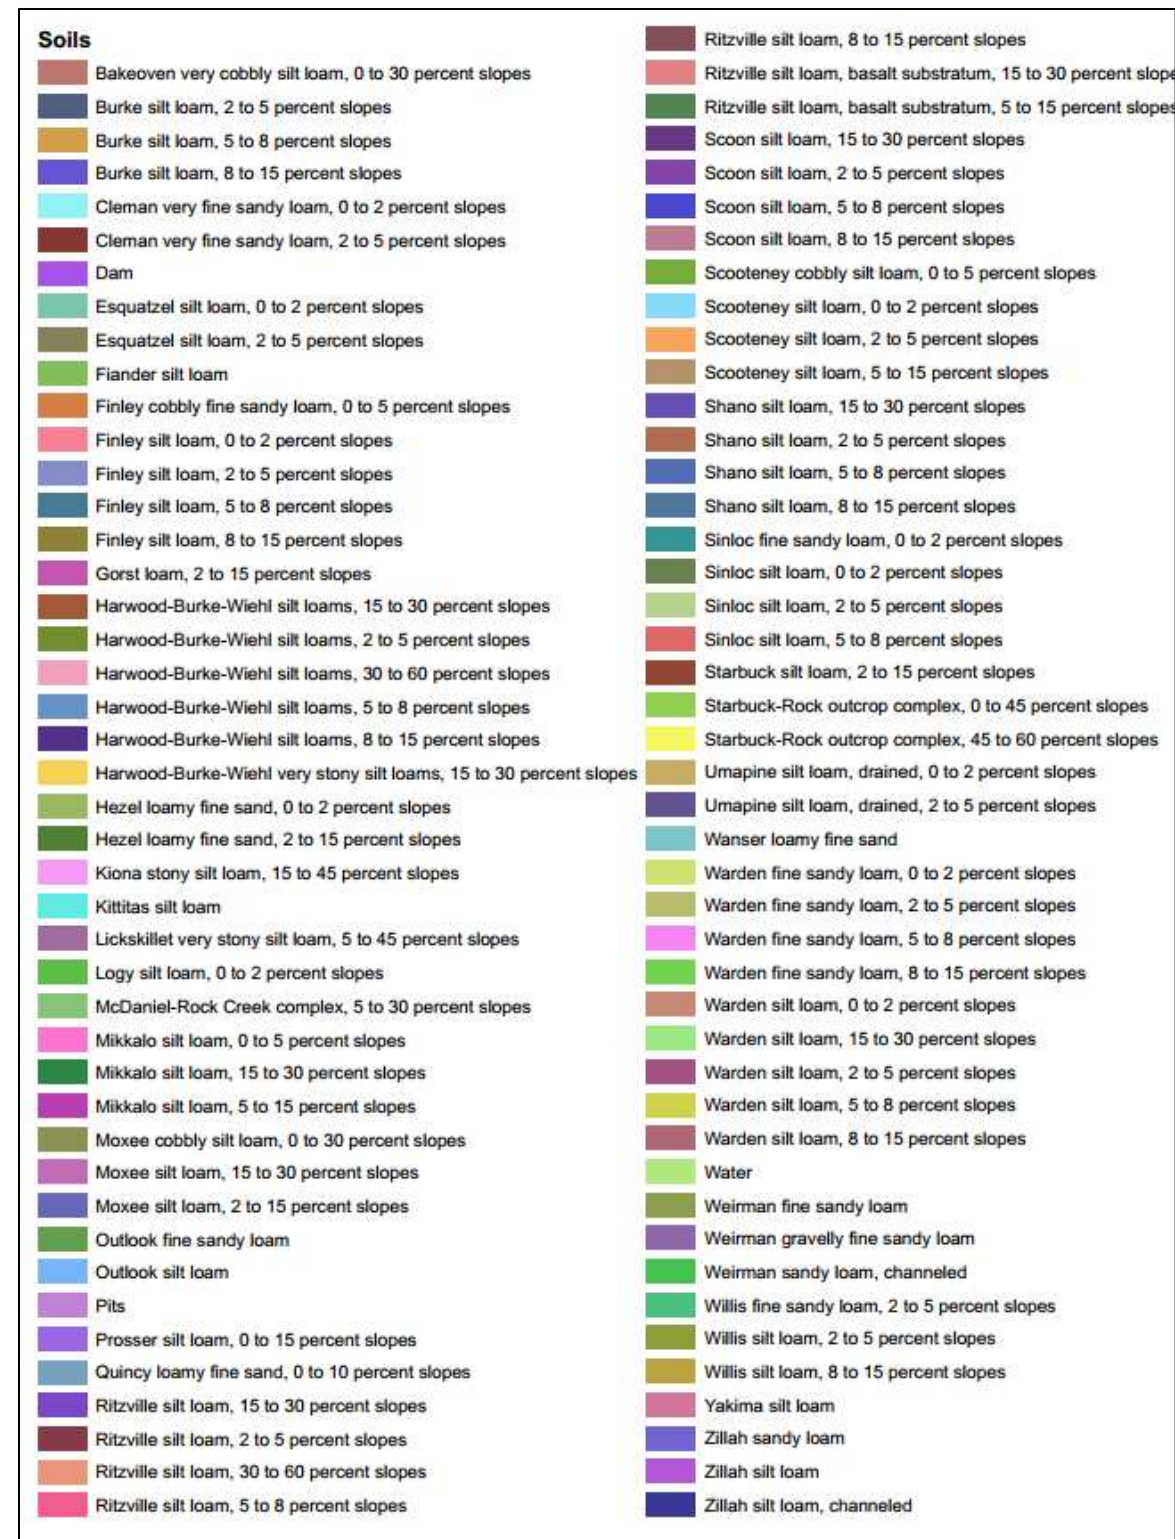 Soils
Bakeoven very cobbly silt loam, 0 to 30 percent slopes
Burke silt loam, 2 to 5 percent slopes
Burke silt loam, 5 to 8 percent slopes
Burke silt loam, 8 to 15 percent slopes
Cleman very fine sandy loam, 0 to 2 percent slopes
Cleman very fine sandy loam, 2 to 5 percent slopes
Dam
Esquatzel silt loam, 0 to 2 percent slopes
Esquatzel silt loam, 2 to 5 percent slopes
Fiander silt loam
Finley cobbly fine sandy loam, 0 to 5 percent slopes
Finley silt loam, 0 to 2 percent slopes
Finley silt loam, 2 to 5 percent slopes
Finley silt loam, 5 to 8 percent slopes
Finley silt loam, 8 to 15 percent slopes
Gorst loam, 2 to 15 percent slopes
Harwood-Burke-Wiehl silt loams, 15 to 30 percent slopes
Harwood-Burke-Wiehl silt loams, 2 to 5 percent slopes
Harwood-Burke-Wiehl silt loams, 30 to 60 percent slopes
Harwood-Burke-Wiehl silt loams, 5 to 8 percent slopes
Harwood-Burke-Wiehl silt loams, 8 to 15 percent slopes
Harwood-Burke-Wiehl very stony silt loams, 15 to 30 percent slopes
Hezel loamy fine sand, 0 to 2 percent slopes
Hezel loamy fine sand, 2 to 15 percent slopes
Kiona stony silt loam, 15 to 45 percent slopes
Kittitas silt loam
Lickskillet very stony silt loam, 5 to 45 percent slopes
Logy silt loam, 0 to 2 percent slopes
McDaniel-Rock Creek complex, 5 to 30 percent slopes
Mikkalo silt loam, 0 to 5 percent slopes
Mikkalo silt loam, 15 to 30 percent slopes
Mikkalo silt loam, 5 to 15 percent slopes
Moxee cobbly silt loam, 0 to 30 percent slopes
Moxee silt loam, 15 to 30 percent slopes
Moxee silt loam, 2 to 15 percent slopes
Outlook fine sandy loam
Outlook silt loam
Pits
Prosser silt loam, 0 to 15 percent slopes
Quincy loamy fine sand, 0 to 10 percent slopes
Ritzville silt loam, 15 to 30 percent slopes
Ritzville silt loam, 2 to 5 percent slopes
Ritzville silt loam, 30 to 60 percent slopes
Ritzville silt loam, 5 to 8 percent slopes
Ritzville silt loam, 8 to 15 percent slopes
Ritzville silt loam, basalt substratum, 15 to 30 percent slope
Ritzville silt loam, basalt substratum, 5 to 15 percent slopes
Scoon silt loam, 15 to 30 percent slopes
Scoon silt loam, 2 to 5 percent slopes
Scoon silt loam, 5 to 8 percent slopes
Scoon silt loam, 8 to 15 percent slopes
Scooteney cobbly silt loam, 0 to 5 percent slopes
Scooteney silt loam, 0 to 2 percent slopes
Scooteney silt loam, 2 to 5 percent slopes
Scooteney silt loam, 5 to 15 percent slopes
Shano silt loam, 15 to 30 percent slopes
Shano silt loam, 2 to 5 percent slopes
Shano silt loam, 5 to 8 percent slopes
Shano silt loam, 8 to 15 percent slopes
Sinloc fine sandy loam, 0 to 2 percent slopes
Sinloc silt loam, 0 to 2 percent slopes
Sinloc silt loam, 2 to 5 percent slopes
Sinloc silt loam, 5 to 8 percent slopes
Starbuck silt loam, 2 to 15 percent slopes
Starbuck-Rock outcrop complex, 0 to 45 percent slopes
Starbuck-Rock outcrop complex, 45 to 60 percent slopes
Umapine silt loam, drained, 0 to 2 percent slopes
Umapine silt loam, drained, 2 to 5 percent slopes
Wanser loamy fine sand
Warden fine sandy loam, 0 to 2 percent slopes
Warden fine sandy loam, 2 to 5 percent slopes
Warden fine sandy loam, 5 to 8 percent slopes
Warden fine sandy loam, 8 to 15 percent slopes
Warden silt loam, 0 to 2 percent slopes
Warden silt loam, 15 to 30 percent slopes
Warden silt loam, 2 to 5 percent slopes
Warden silt loam, 5 to 8 percent slopes
Warden silt loam, 8 to 15 percent slopes
Water
Weirman fine sandy loam
Weirman gravelly fine sandy loam
Weirman sandy loam, channeled
Willis fine sandy loam, 2 to 5 percent slopes
Willis silt loam, 2 to 5 percent slopes
Willis silt loam, 8 to 15 percent slopes
Yakima silt loam
Zillah sandy loam
Zillah silt loam
Zillah silt loam, channeled